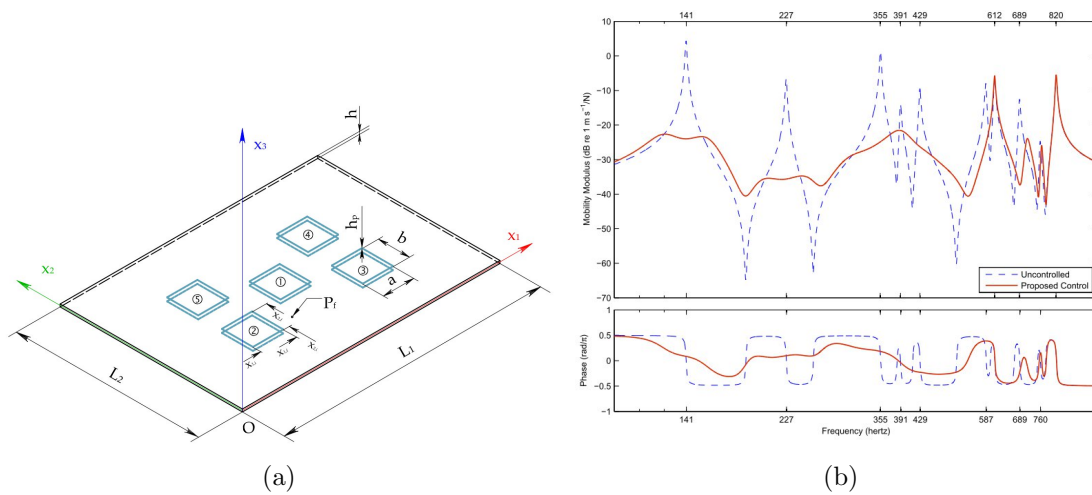 h
x₃
hₚ
b
④
x₁
③
x₂
①
a
⑤
P_f
②
L₁
L₂
O
(a)
141 227 355 391 429 612 689 820
10
0
−10
−20
−30
−40
−50
−60
−70
Mobility Modulus (dB re 1 m s⁻¹/N)
Uncontrolled
Proposed Control
1
0.5
0
−0.5
−1
Phase (rad/π)
141 227 355 391 429 587 689 760
Frequency (hertz)
(b)